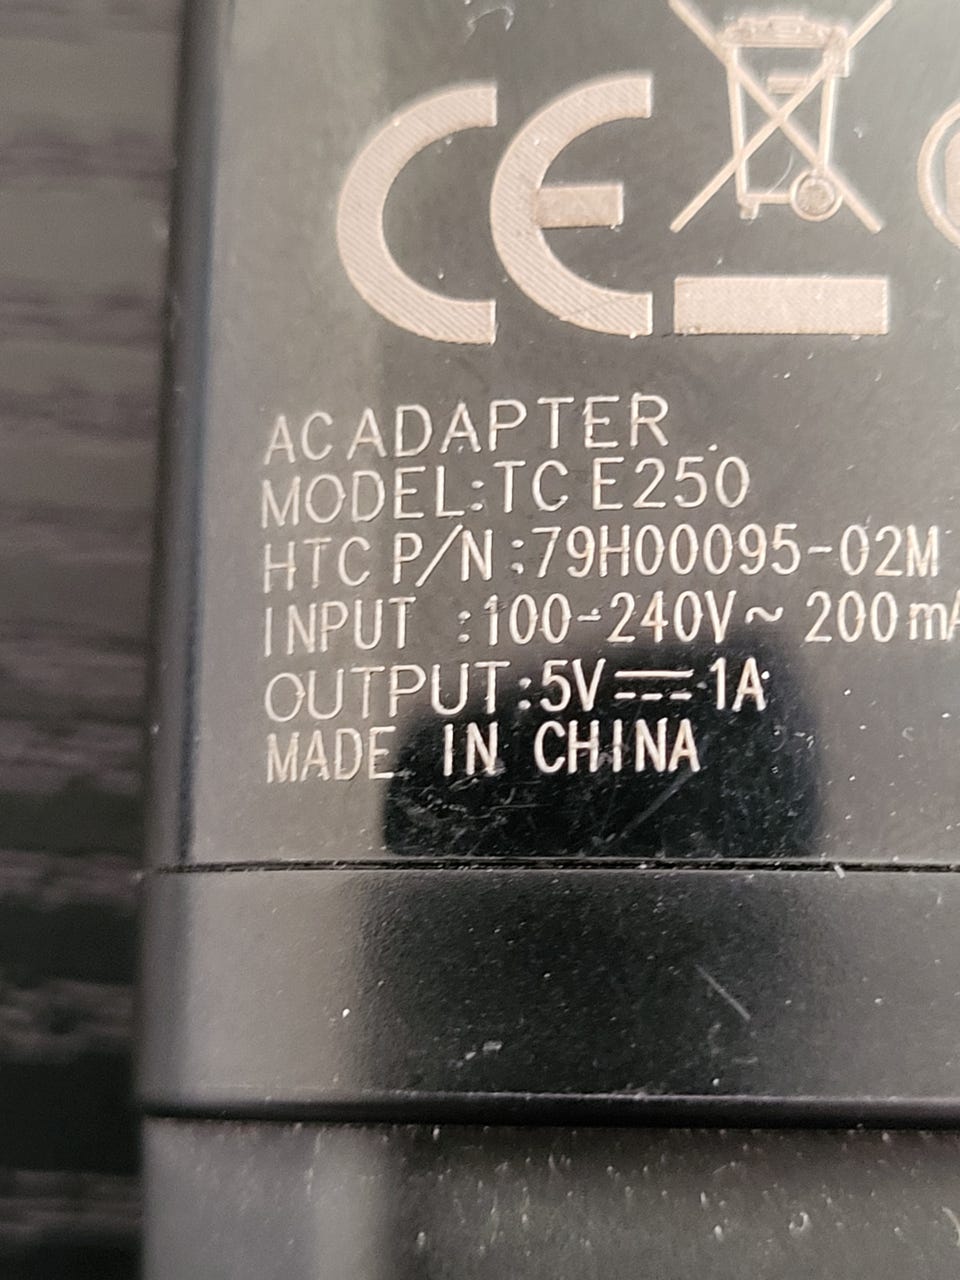 CE
AC ADAPTER
MODEL:TC E250
HTC P/N:79H00095-02M
INPUT :100-240V~ 200mA
OUTPUT:5V⎓1A
MADE IN CHINA